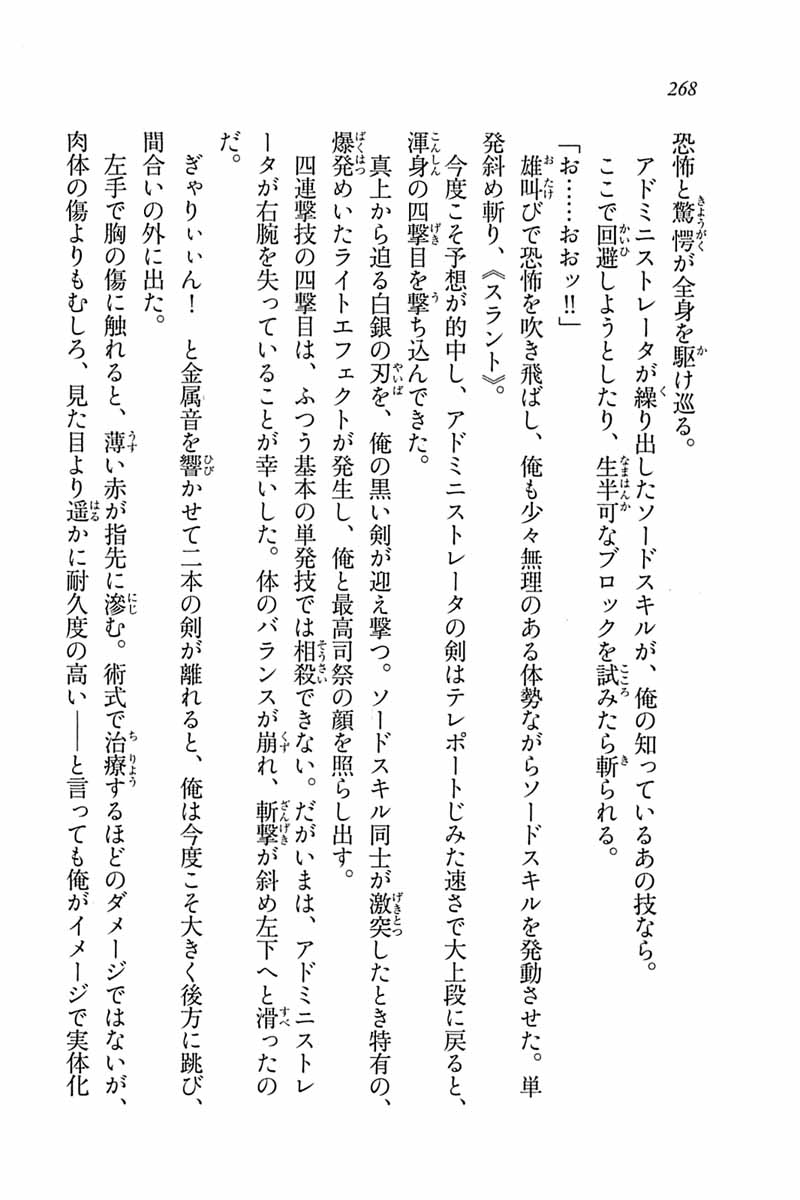 268
恐怖と驚愕が全身を駆け巡る。
アドミニストレータが繰り出したソードスキルが、俺の知っているあの技なら。
ここで回避しようとしたり、生半可なブロックを試みたら斬られる。
「お……おおッ!!」
雄叫びで恐怖を吹き飛ばし、俺も少々無理のある体勢ながらソードスキルを発動させた。単
発斜め斬り、《スラント》。
今度こそ予想が的中し、アドミニストレータの剣はテレポートじみた速さで大上段に戻ると、
渾身の四撃目を撃ち込んできた。
真上から迫る白銀の刃を、俺の黒い剣が迎え撃つ。ソードスキル同士が激突したとき特有の、
爆発めいたライトエフェクトが発生し、俺と最高司祭の顔を照らし出す。
四連撃技の四撃目は、ふつう基本の単発技では相殺できない。だがいまは、アドミニストレ
ータが右腕を失っていることが幸いした。体のバランスが崩れ、斬撃が斜め左下へと滑ったの
だ。
ぎゃりぃぃん！　と金属音を響かせて二本の剣が離れると、俺は今度こそ大きく後方に跳び、
間合いの外に出た。
左手で胸の傷に触れると、薄い赤が指先に滲む。術式で治療するほどのダメージではないが、
肉体の傷よりもむしろ、見た目より遥かに耐久度の高い――と言っても俺がイメージで実体化